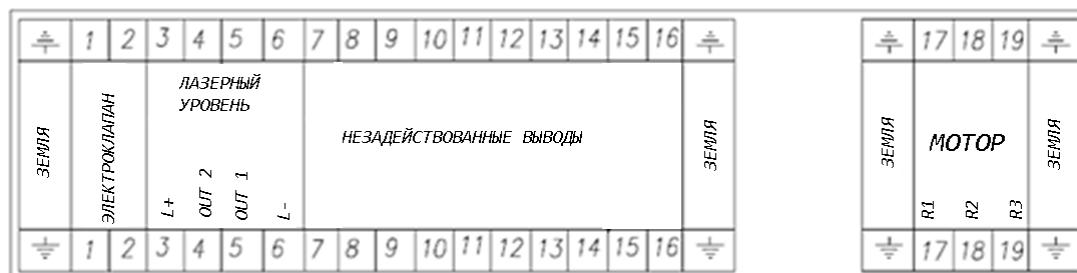 1 2 3 4 5 6 7 8 9 10 11 12 13 14 15 16 17 18 19
ЗЕМЛЯ
ЭЛЕКТРОКЛАПАН
ЛАЗЕРНЫЙ
УРОВЕНЬ
L+
OUT 2
OUT 1
L-
НЕЗАДЕЙСТВОВАННЫЕ ВЫВОДЫ
ЗЕМЛЯ
ЗЕМЛЯ
МОТОР
R1
R2
R3
ЗЕМЛЯ
1 2 3 4 5 6 7 8 9 10 11 12 13 14 15 16 17 18 19